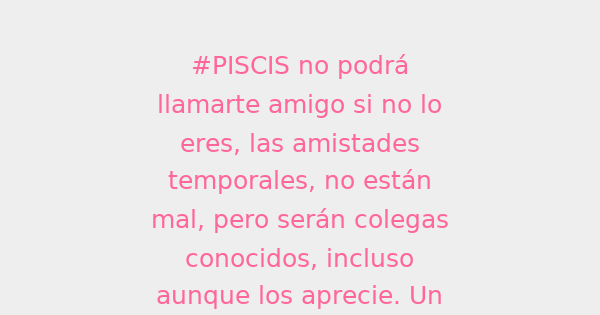 #PISCIS no podrá
llamarte amigo si no lo
eres, las amistades
temporales, no están
mal, pero serán colegas
conocidos, incluso
aunque los aprecie. Un